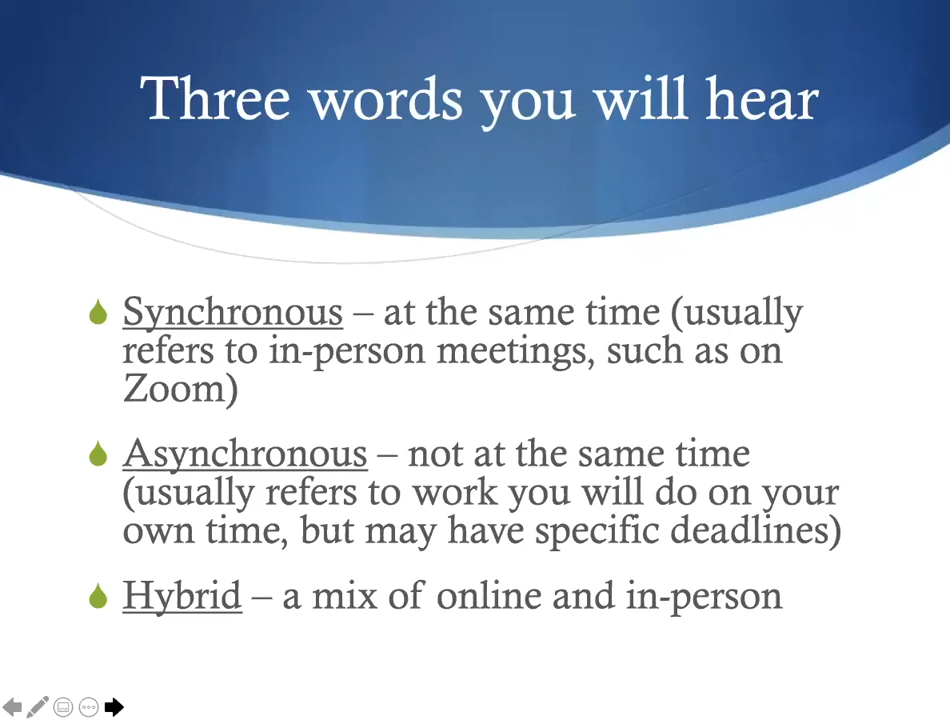 Three words you will hear
Synchronous – at the same time (usually
refers to in-person meetings, such as on
Zoom)
Asynchronous – not at the same time
(usually refers to work you will do on your
own time, but may have specific deadlines)
Hybrid – a mix of online and in-person